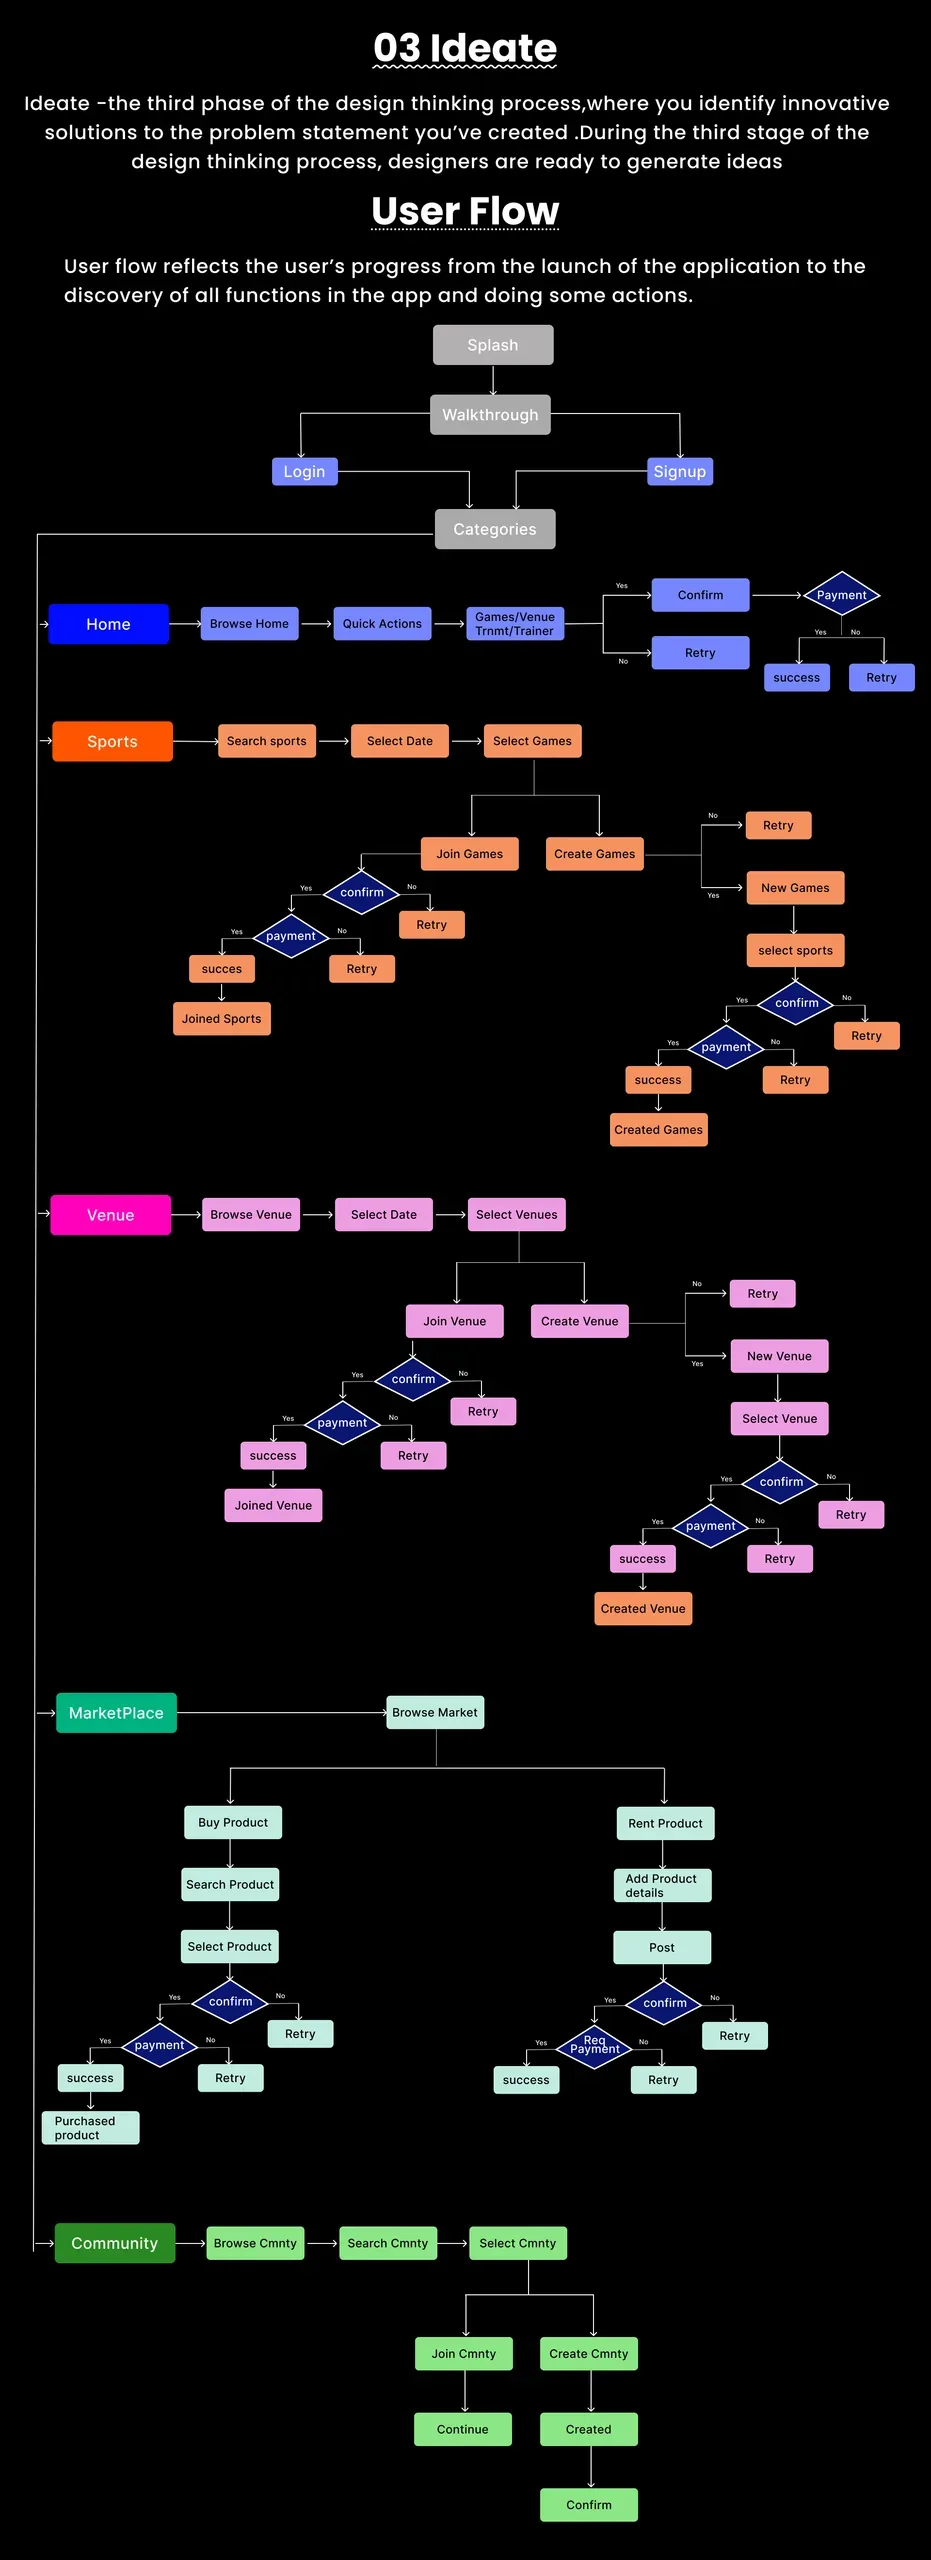 03 Ideate
Ideate -the third phase of the design thinking process,where you identify innovative
solutions to the problem statement you've created .During the third stage of the
design thinking process, designers are ready to generate ideas
User Flow
User flow reflects the user's progress from the launch of the application to the
discovery of all functions in the app and doing some actions.
Splash
Walkthrough
Login
Signup
Categories
Home
Browse Home
Quick Actions
Games/Venue
Trnmt/Trainer
Yes
Confirm
Payment
No
Retry
Yes
No
success
Retry
Sports
Search sports
Select Date
Select Games
Join Games
Create Games
No
Retry
Yes
New Games
confirm
Yes
No
Retry
payment
Yes
No
succes
Retry
Joined Sports
select sports
confirm
Yes
No
Retry
payment
Yes
No
success
Retry
Created Games
Venue
Browse Venue
Select Date
Select Venues
Join Venue
Create Venue
No
Retry
Yes
New Venue
confirm
Yes
No
Retry
payment
Yes
No
success
Retry
Joined Venue
Select Venue
confirm
Yes
No
Retry
payment
Yes
No
success
Retry
Created Venue
MarketPlace
Browse Market
Buy Product
Search Product
Select Product
confirm
Yes
No
Retry
payment
Yes
No
success
Retry
Purchased
product
Rent Product
Add Product
details
Post
confirm
Yes
No
Retry
Req
Payment
Yes
No
success
Retry
Community
Browse Cmnty
Search Cmnty
Select Cmnty
Join Cmnty
Create Cmnty
Continue
Created
Confirm